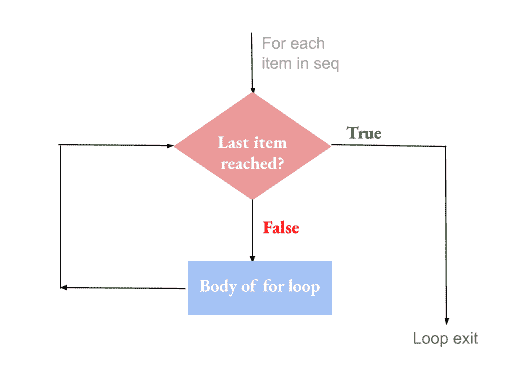 For each
item in seq
Last item
reached?
True
False
Body of for loop
Loop exit